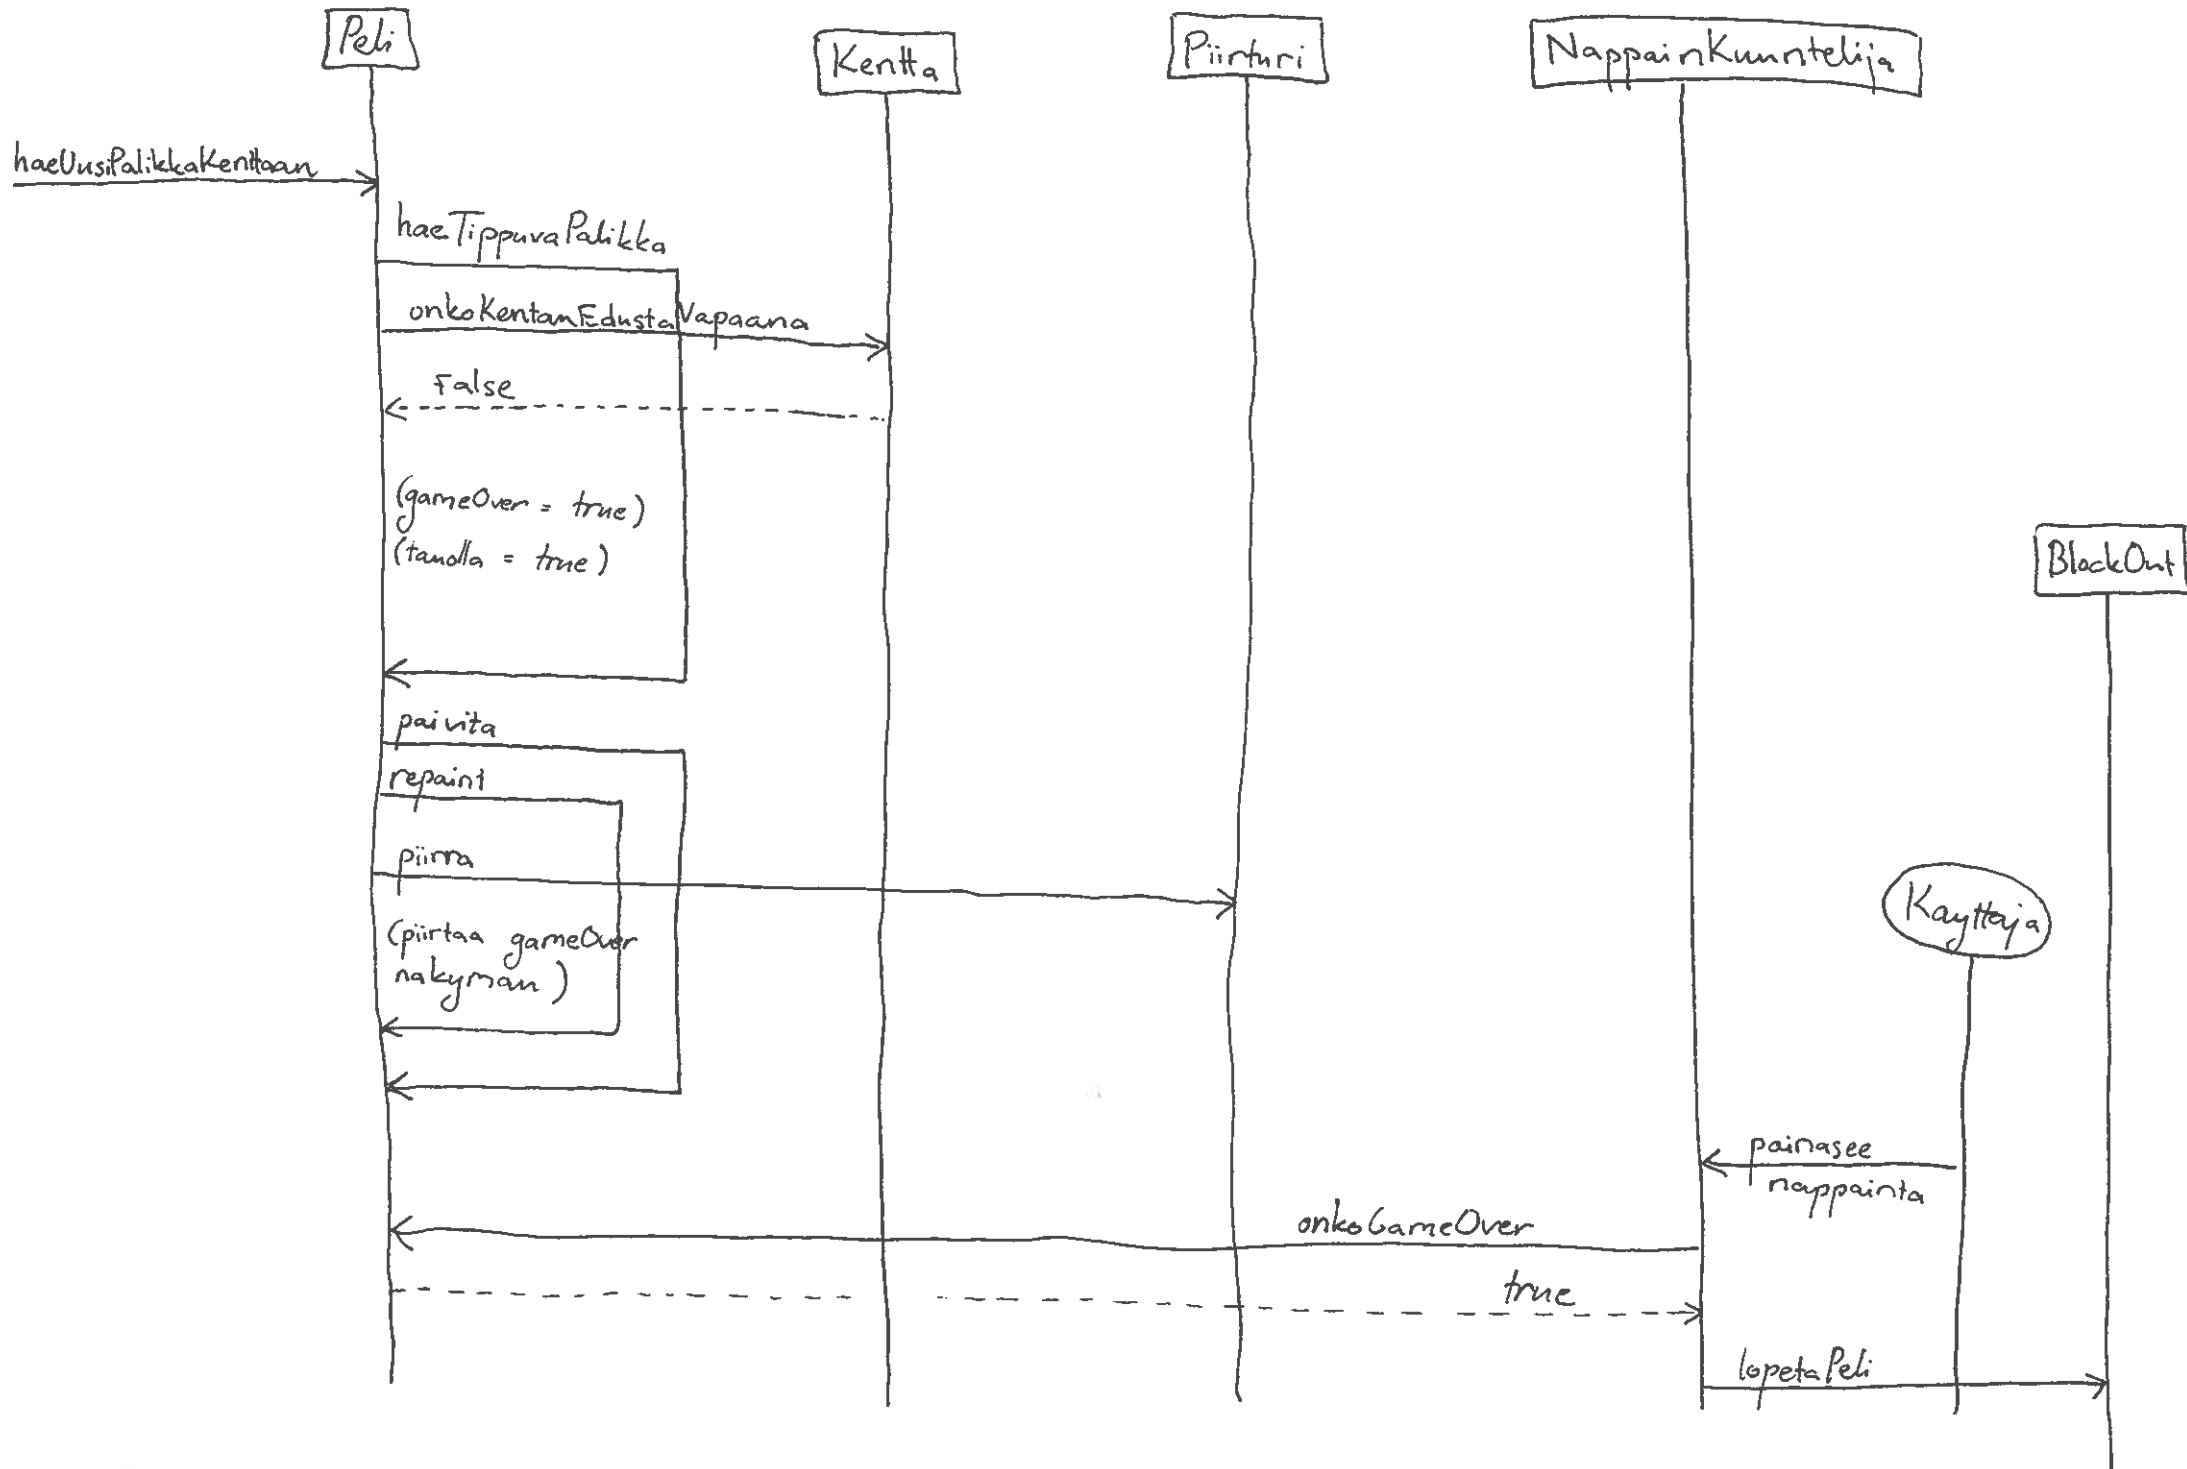 Peli
Kentta
Piirturi
NappainKuuntelija
haeUusiPalikkaKenttaan
haeTippuvaPalikka
onkoKentanEdustaVapaana
False
(gameOver = true)
(tauolla = true)
BlockOut
paivita
repaint
piirra
Kayttaja
(piirtaa gameOver
nakyman)
painasee
nappainta
onkoGameOver
true
lopetaPeli